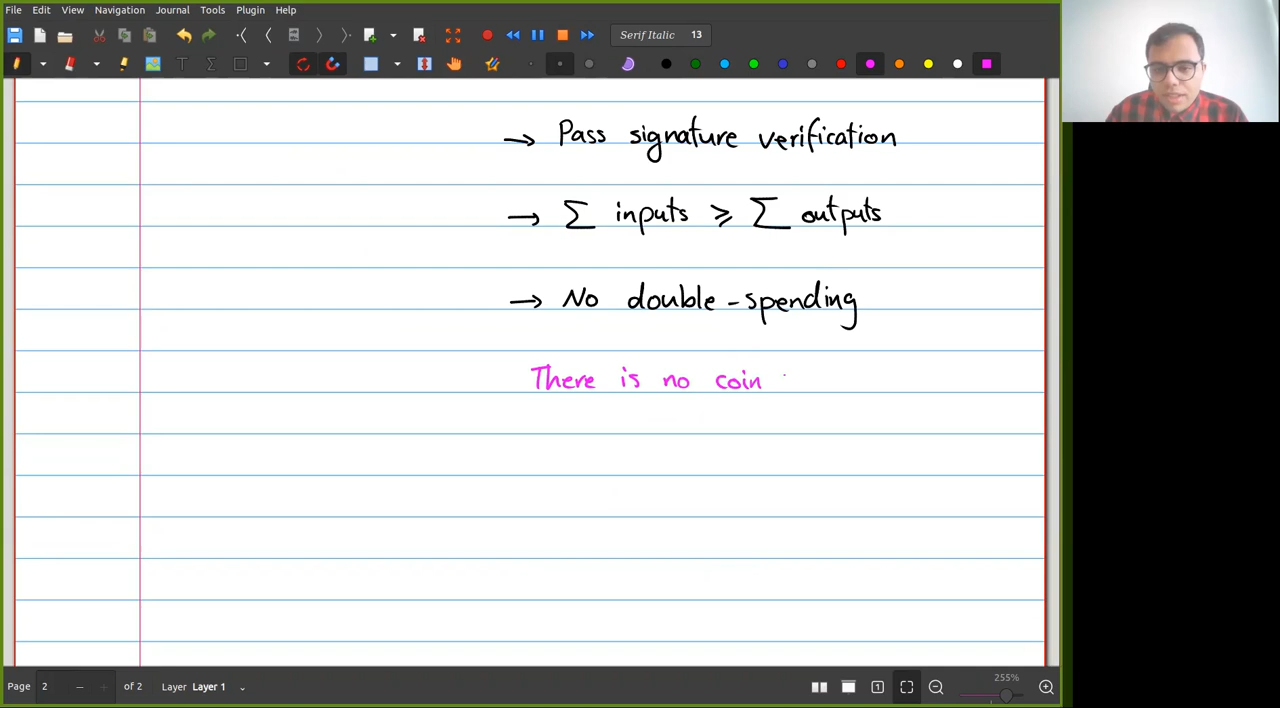 File Edit View Navigation Journal Tools Plugin Help
Serif Italic 13
→ Pass signature verification
→ Σ inputs ⩾ Σ outputs
→ No double-spending
There is no coin
Page 2 of 2 Layer Layer 1 255%